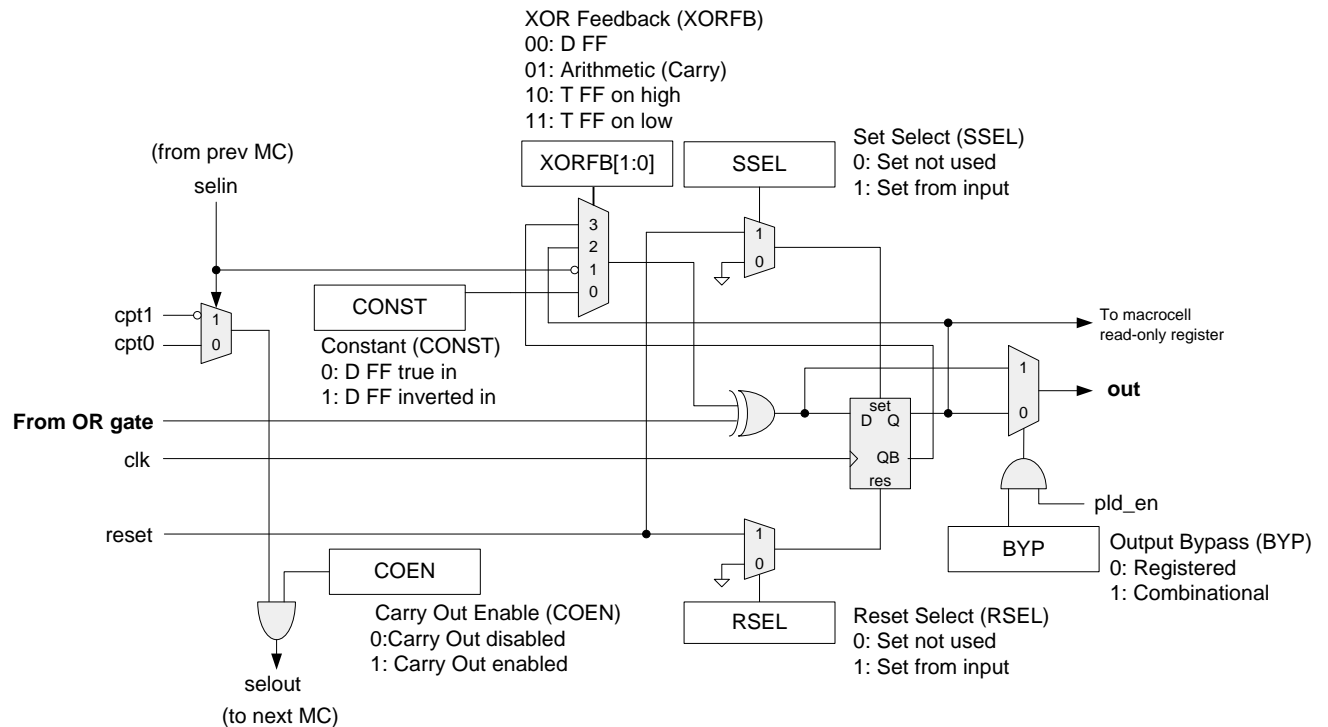 XOR Feedback (XORFB)
00: D FF
01: Arithmetic (Carry)
10: T FF on high
11: T FF on low
(from prev MC)
selin
XORFB[1:0]
SSEL
Set Select (SSEL)
0: Set not used
1: Set from input
3
2
1
0
1
0
CONST
Constant (CONST)
0: D FF true in
1: D FF inverted in
cpt1
cpt0
1
0
To macrocell
read-only register
1
0
out
From OR gate
set
D Q
QB
res
clk
pld_en
reset
1
0
BYP
Output Bypass (BYP)
0: Registered
1: Combinational
COEN
Carry Out Enable (COEN)
0:Carry Out disabled
1: Carry Out enabled
RSEL
Reset Select (RSEL)
0: Set not used
1: Set from input
selout
(to next MC)